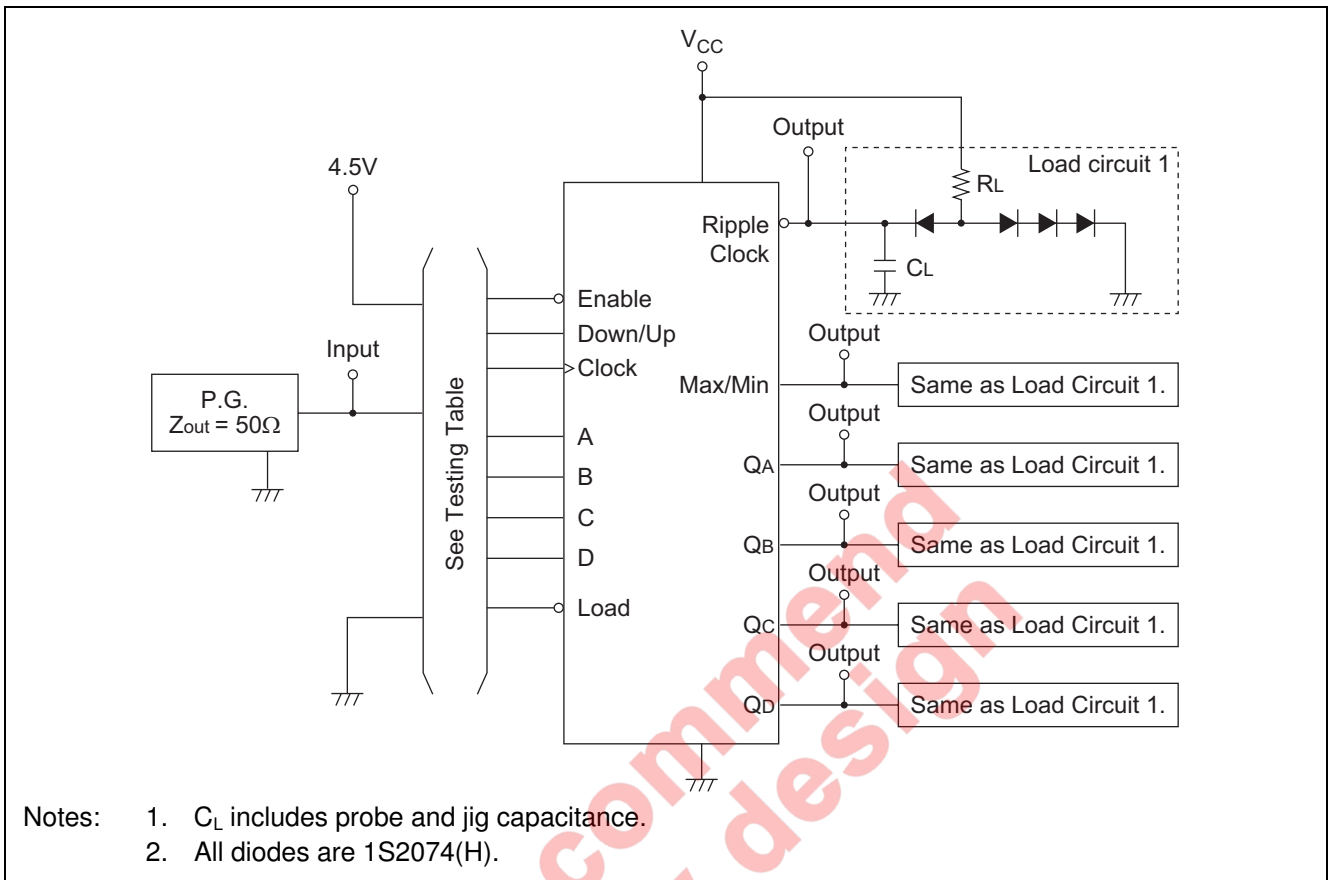 V_CC
Output
4.5V
Load circuit 1
RL
Ripple
Clock
CL
Enable
Down/Up
Clock
Input
Output
P.G.
Zout = 50Ω
See Testing Table
Max/Min
Same as Load Circuit 1.
Output
A
QA
Same as Load Circuit 1.
B
Output
C
QB
Same as Load Circuit 1.
D
Output
Load
QC
Same as Load Circuit 1.
Output
QD
Same as Load Circuit 1.
commend
design
Notes: 1. C_L includes probe and jig capacitance.
2. All diodes are 1S2074(H).